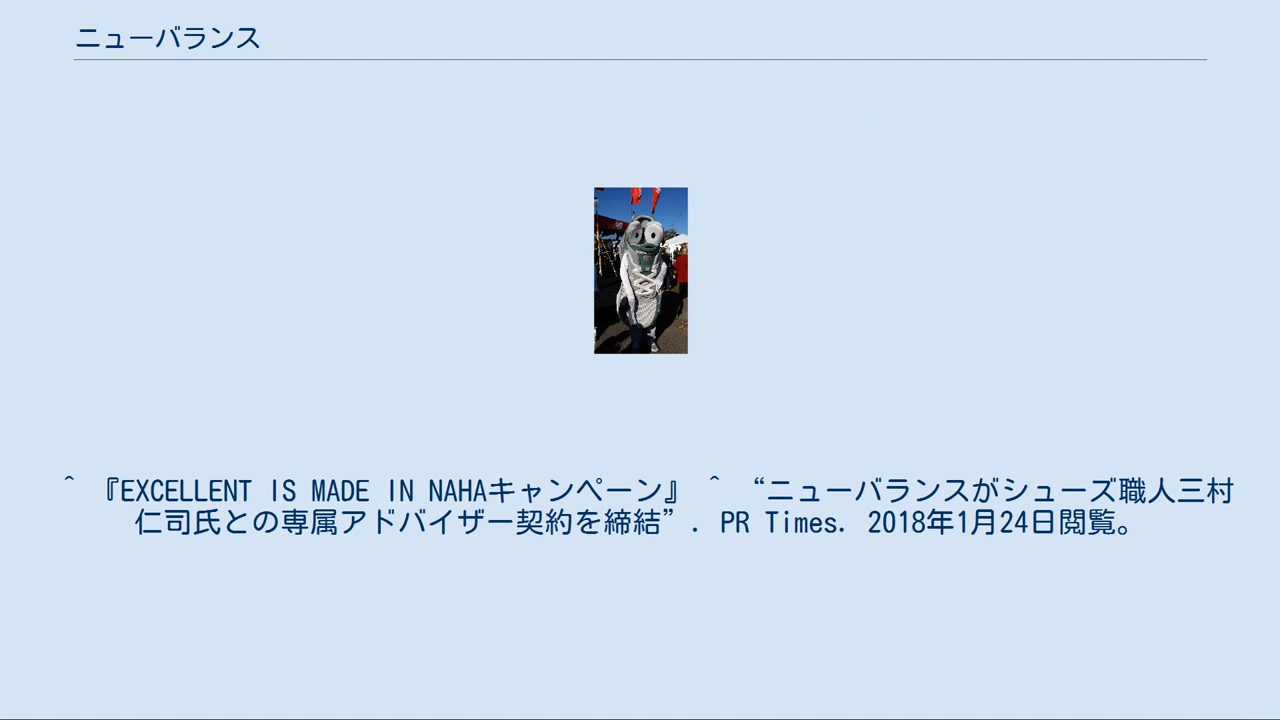 ニューバランス
^ 『EXCELLENT IS MADE IN NAHAキャンペーン』 ^ “ニューバランスがシューズ職人三村
仁司氏との専属アドバイザー契約を締結”. PR Times. 2018年1月24日閲覧。